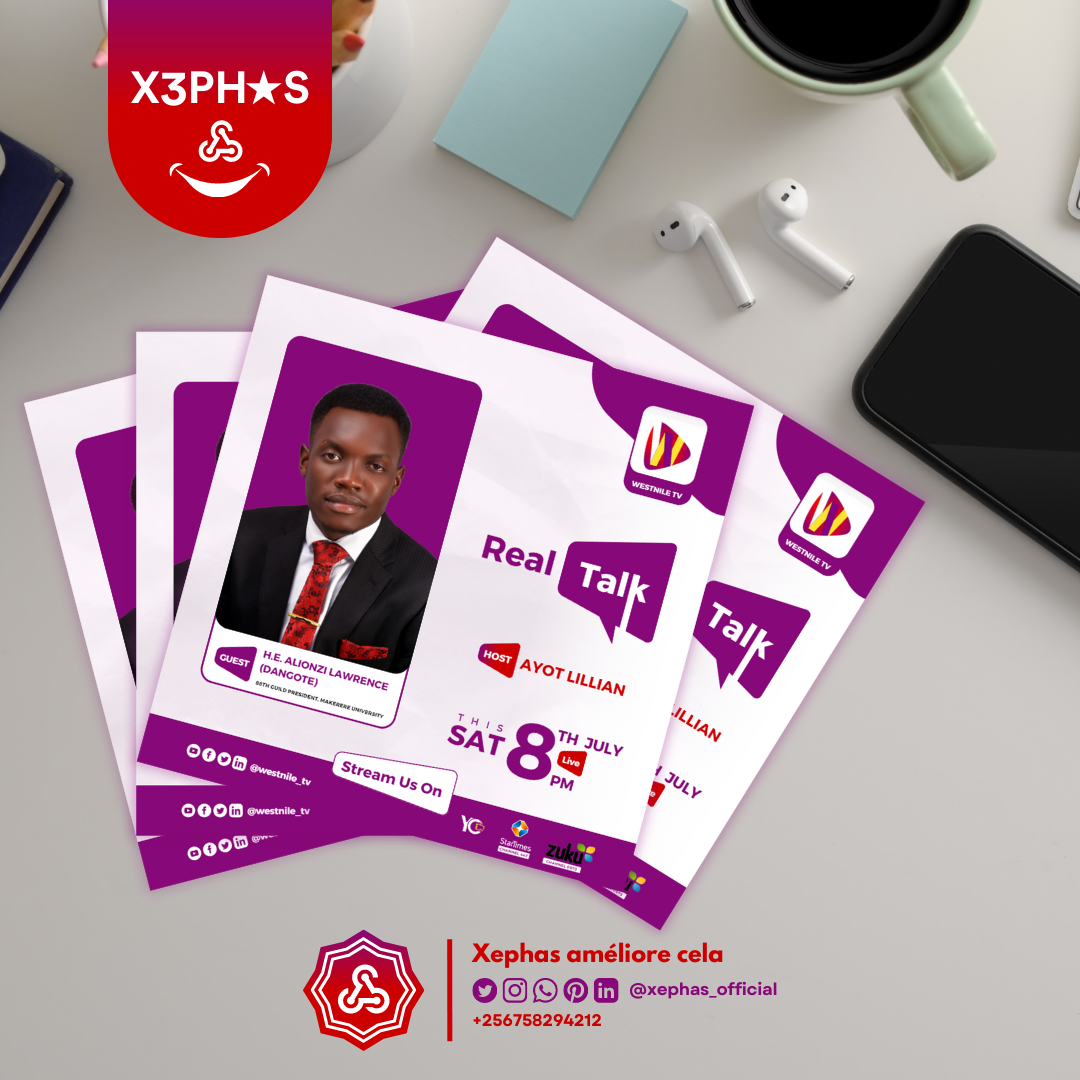 X3PH★S
WESTNILE TV
Real Talk
HOST AYOT LILLIAN
GUEST
H.E. ALIONZI LAWRENCE
(DANGOTE)
88TH GUILD PRESIDENT, MAKERERE UNIVERSITY
THIS
SAT 8TH JULY
Live
PM
@westnile_tv
Stream Us On
StarTimes
zuku
WESTNILE TV
Talk
LILLIAN
JULY
@westnile_tv
Xephas améliore cela
@xephas_official
+256758294212